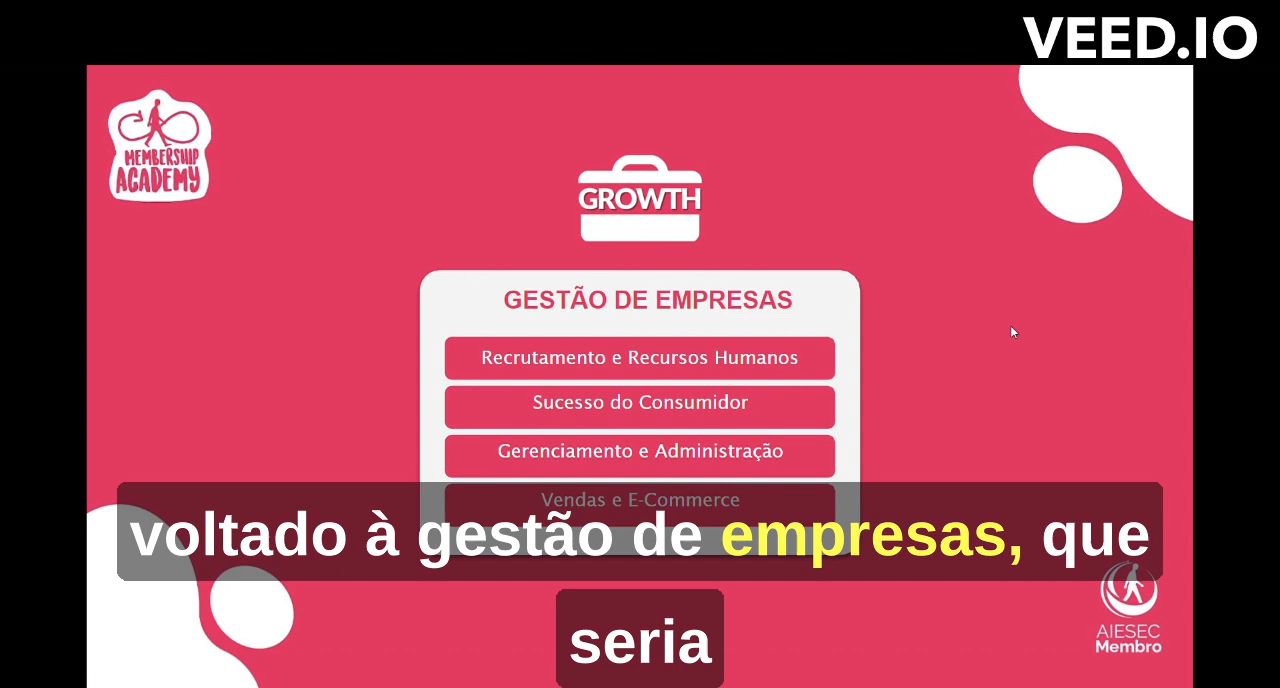 VEED.IO
MEMBERSHIP
ACADEMY
GROWTH
GESTÃO DE EMPRESAS
Recrutamento e Recursos Humanos
Sucesso do Consumidor
Gerenciamento e Administração
Vendas e E-Commerce
voltado à gestão de empresas, que
seria
AIESEC
Membro